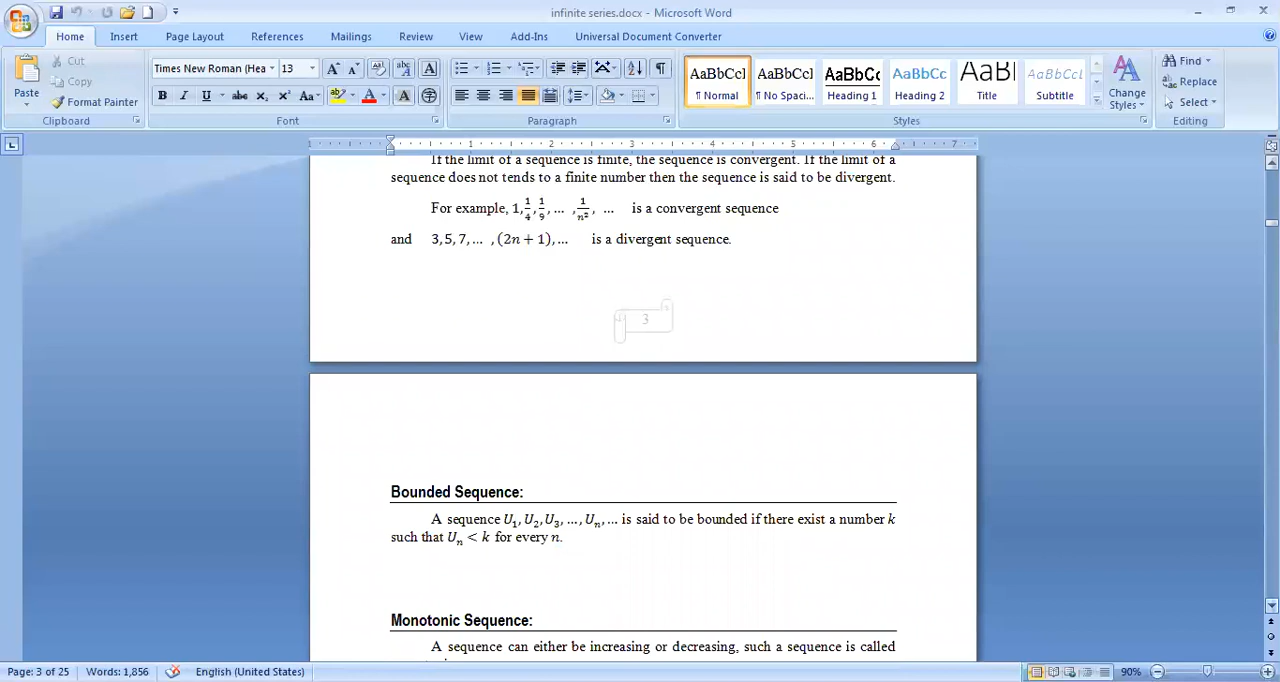 infinite series.docx - Microsoft Word
Home Insert Page Layout References Mailings Review View Add-Ins Universal Document Converter
Paste Cut Copy Format Painter
Times New Roman (Hea 13
AaBbCcI AaBbCcI AaBbCc AaBbCc AaBl AaBbCcL
¶ Normal ¶ No Spaci... Heading 1 Heading 2 Title Subtitle
Change Styles
Find Replace Select
Clipboard Font Paragraph Styles Editing
If the limit of a sequence is finite, the sequence is convergent. If the limit of a
sequence does not tends to a finite number then the sequence is said to be divergent.
For example, 1, 1/4, 1/9, … , 1/n², … is a convergent sequence
and 3, 5, 7, … , (2n + 1), … is a divergent sequence.
3
Bounded Sequence:
A sequence U₁, U₂, U₃, …, Uₙ, … is said to be bounded if there exist a number k
such that Uₙ < k for every n.
Monotonic Sequence:
A sequence can either be increasing or decreasing, such a sequence is called
Page: 3 of 25 Words: 1,856 English (United States) 90%